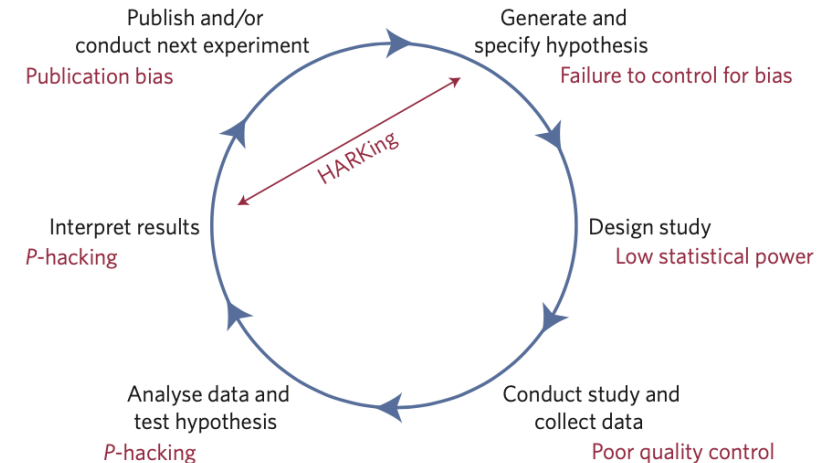 Publish and/or
conduct next experiment
Publication bias
Generate and
specify hypothesis
Failure to control for bias
HARKing
Interpret results
P-hacking
Design study
Low statistical power
Analyse data and
test hypothesis
P-hacking
Conduct study and
collect data
Poor quality control